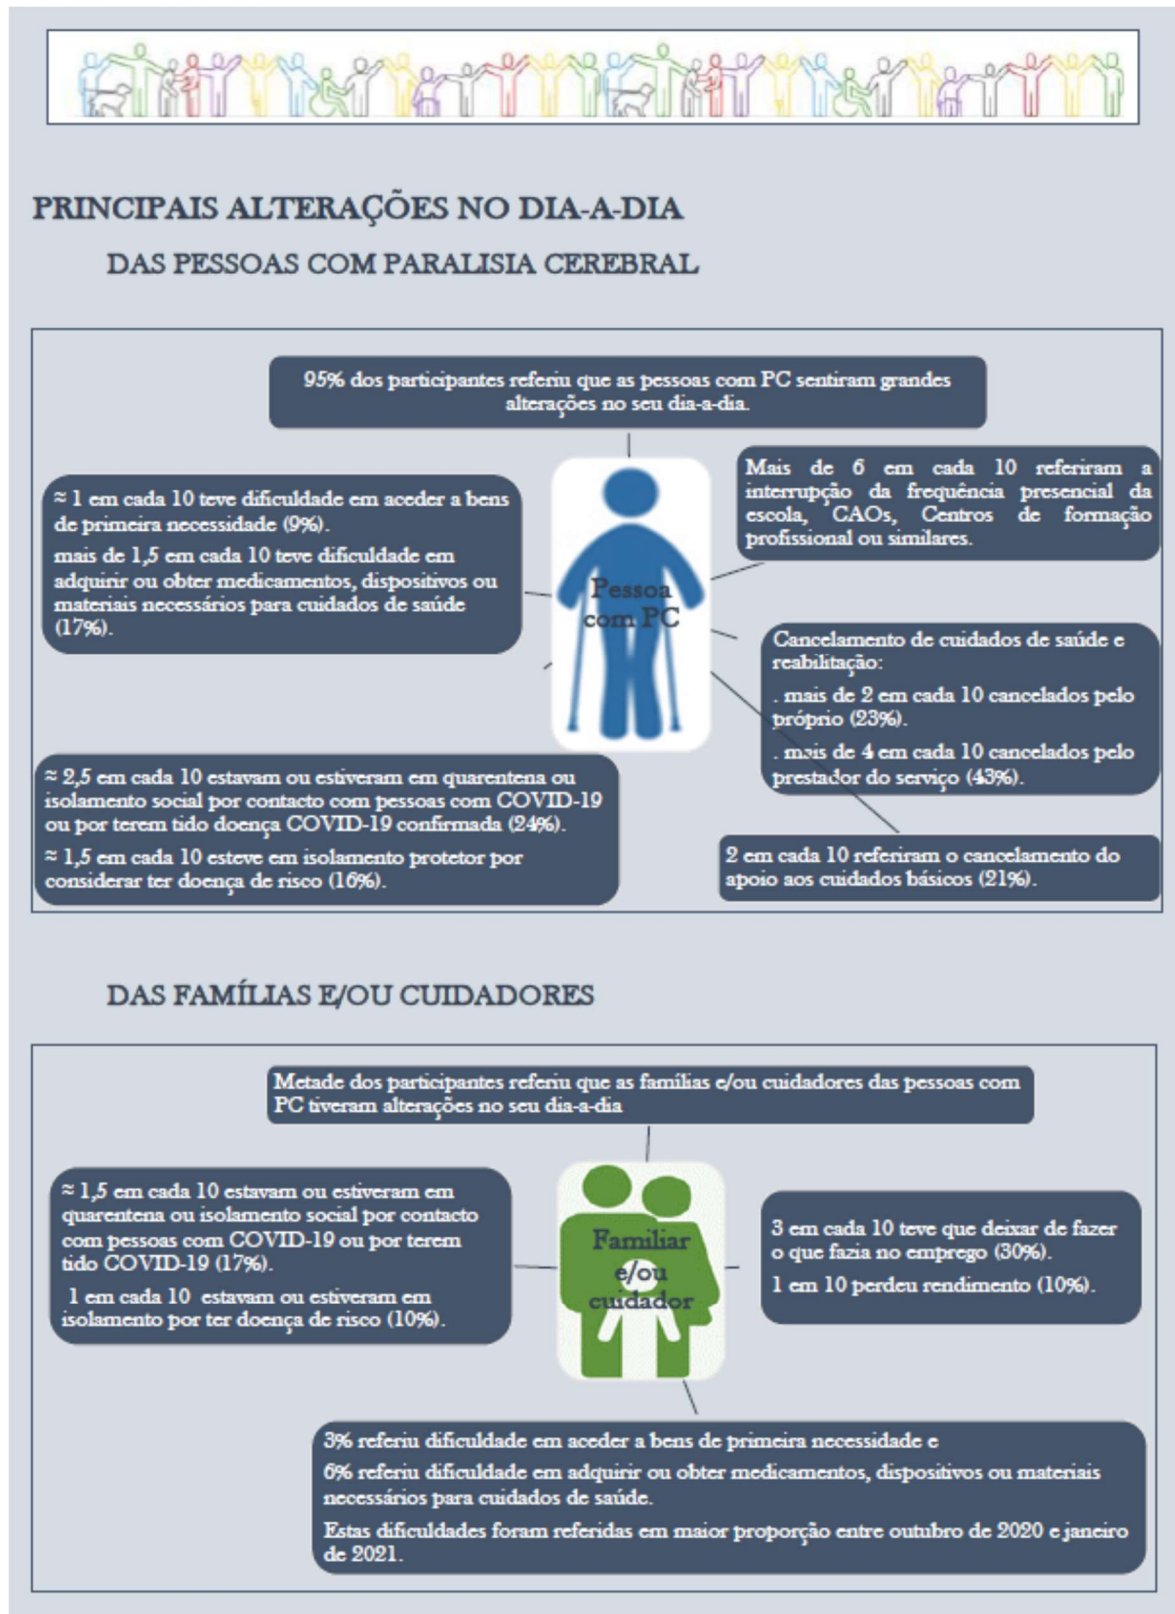 PRINCIPAIS ALTERAÇÕES NO DIA-A-DIA
DAS PESSOAS COM PARALISIA CEREBRAL
95% dos participantes referiu que as pessoas com PC sentiram grandes
alterações no seu dia-a-dia.
≈ 1 em cada 10 teve dificuldade em aceder a bens
de primeira necessidade (9%).
mais de 1,5 em cada 10 teve dificuldade em
adquirir ou obter medicamentos, dispositivos ou
materiais necessários para cuidados de saúde
(17%).
Pessoa
com PC
Mais de 6 em cada 10 referiram a
interrupção da frequência presencial da
escola, CAOs, Centros de formação
profissional ou similares.
Cancelamento de cuidados de saúde e
reabilitação:
. mais de 2 em cada 10 cancelados pelo
próprio (23%).
. mais de 4 em cada 10 cancelados pelo
prestador do serviço (43%).
≈ 2,5 em cada 10 estavam ou estiveram em quarentena ou
isolamento social por contacto com pessoas com COVID-19
ou por terem tido doença COVID-19 confirmada (24%).
≈ 1,5 em cada 10 esteve em isolamento protetor por
considerar ter doença de risco (16%).
2 em cada 10 referiram o cancelamento do
apoio aos cuidados básicos (21%).
DAS FAMÍLIAS E/OU CUIDADORES
Metade dos participantes referiu que as famílias e/ou cuidadores das pessoas com
PC tiveram alterações no seu dia-a-dia
≈ 1,5 em cada 10 estavam ou estiveram em
quarentena ou isolamento social por contacto
com pessoas com COVID-19 ou por terem
tido COVID-19 (17%).
1 em cada 10 estavam ou estiveram em
isolamento por ter doença de risco (10%).
Familiar
e/ou
cuidador
3 em cada 10 teve que deixar de fazer
o que fazia no emprego (30%).
1 em 10 perdeu rendimento (10%).
3% referiu dificuldade em aceder a bens de primeira necessidade e
6% referiu dificuldade em adquirir ou obter medicamentos, dispositivos ou materiais
necessários para cuidados de saúde.
Estas dificuldades foram referidas em maior proporção entre outubro de 2020 e janeiro
de 2021.